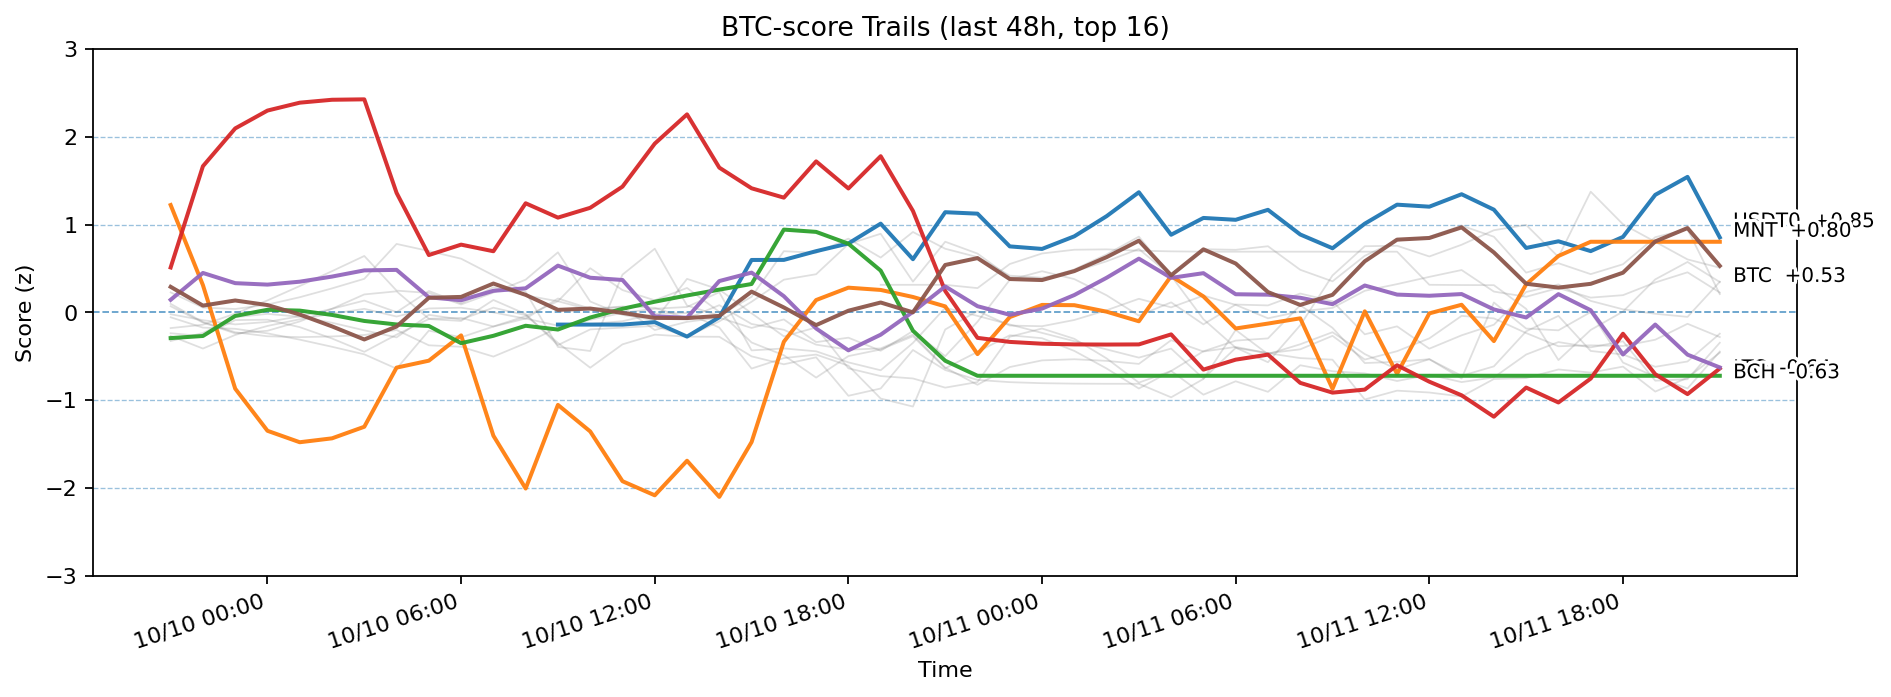 BTC-score Trails (last 48h, top 16)
Score (z)
3
2
1
0
−1
−2
−3
USDT0 +0.85
MNT +0.80
BTC +0.53
BCH -0.63
10/10 00:00
10/10 06:00
10/10 12:00
10/10 18:00
10/11 00:00
10/11 06:00
10/11 12:00
10/11 18:00
Time